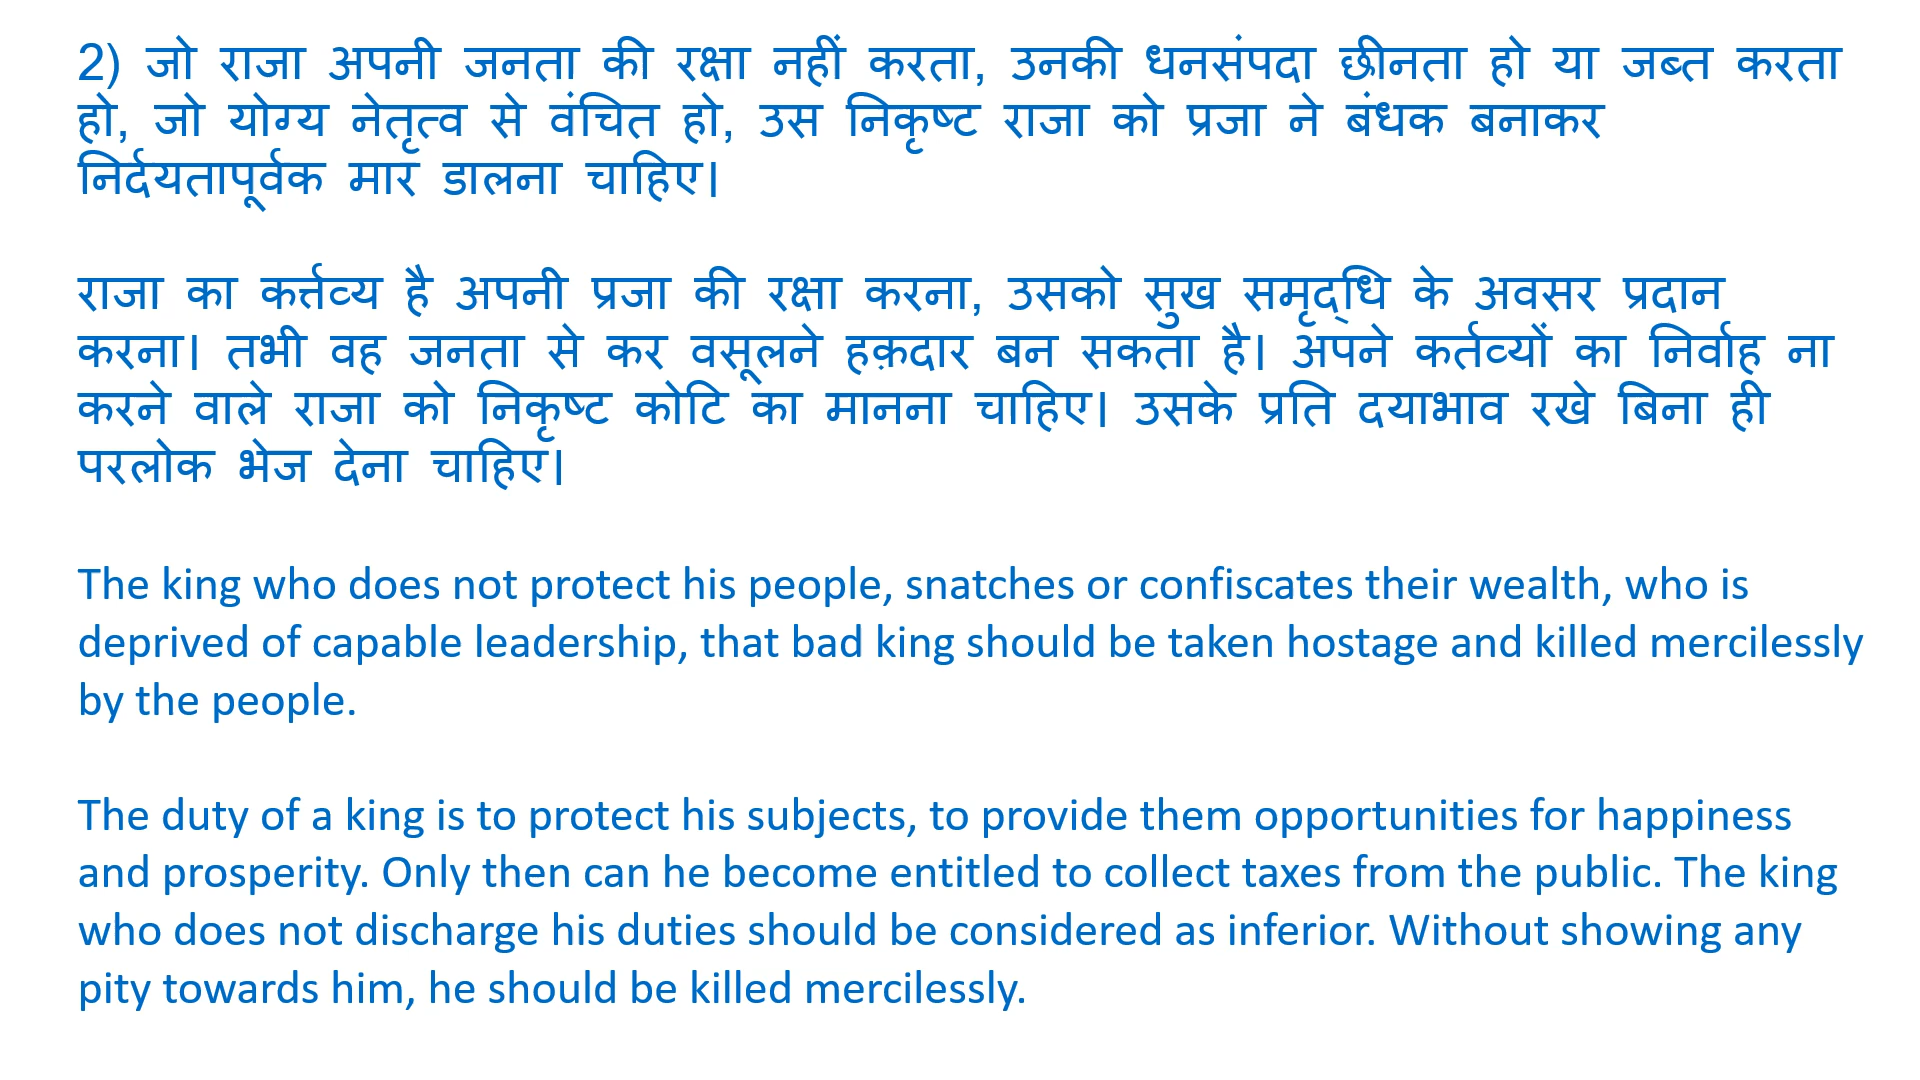 2) जो राजा अपनी जनता की रक्षा नहीं करता, उनकी धनसंपदा छीनता हो या जब्त करता
हो, जो योग्य नेतृत्व से वंचित हो, उस निकृष्ट राजा को प्रजा ने बंधक बनाकर
निर्दयतापूर्वक मार डालना चाहिए।
राजा का कर्त्तव्य है अपनी प्रजा की रक्षा करना, उसको सुख समृद्धि के अवसर प्रदान
करना। तभी वह जनता से कर वसूलने हक़दार बन सकता है। अपने कर्तव्यों का निर्वाह ना
करने वाले राजा को निकृष्ट कोटि का मानना चाहिए। उसके प्रति दयाभाव रखे बिना ही
परलोक भेज देना चाहिए।
The king who does not protect his people, snatches or confiscates their wealth, who is
deprived of capable leadership, that bad king should be taken hostage and killed mercilessly
by the people.
The duty of a king is to protect his subjects, to provide them opportunities for happiness
and prosperity. Only then can he become entitled to collect taxes from the public. The king
who does not discharge his duties should be considered as inferior. Without showing any
pity towards him, he should be killed mercilessly.